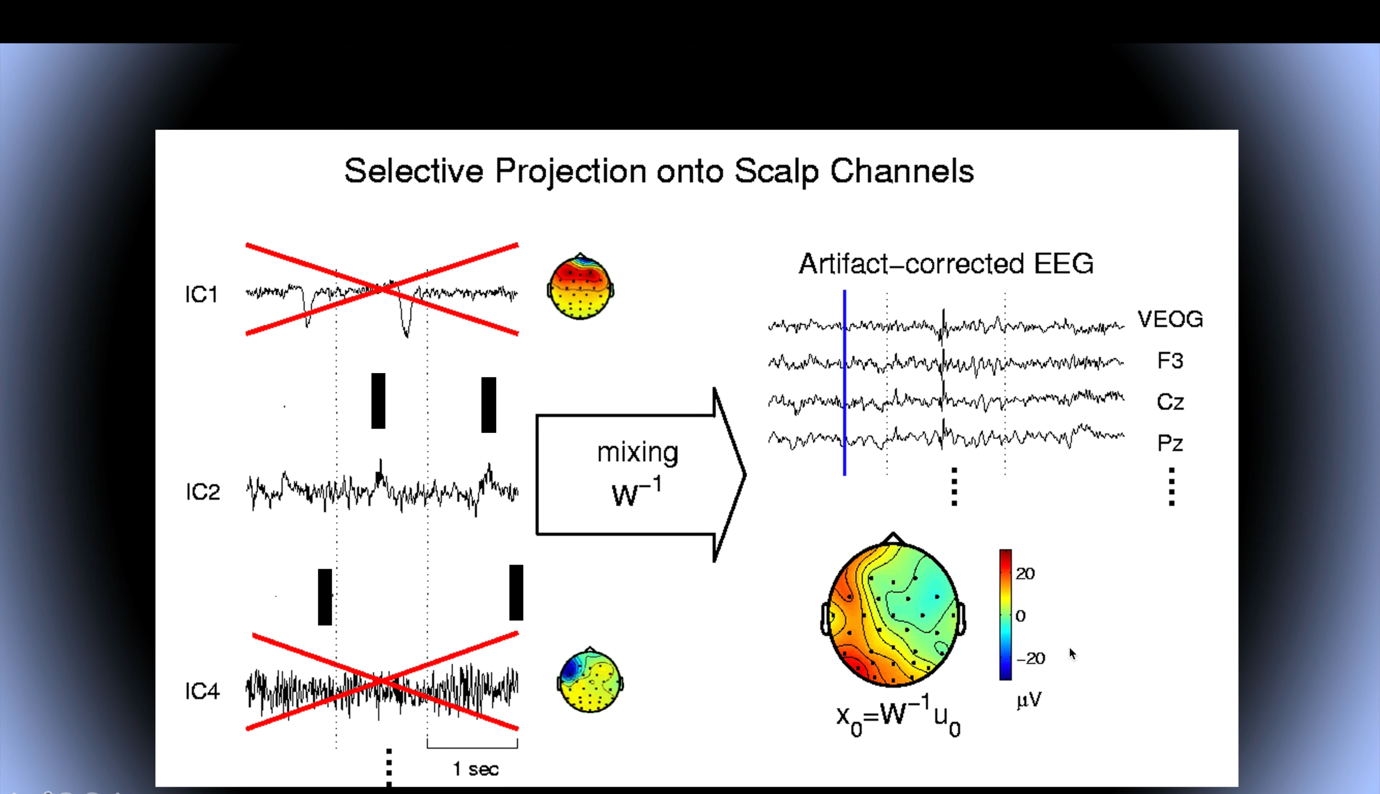 Selective Projection onto Scalp Channels
IC1
IC2
IC4
1 sec
mixing
W⁻¹
Artifact–corrected EEG
VEOG
F3
Cz
Pz
20
0
−20
μV
x₀=W⁻¹u₀